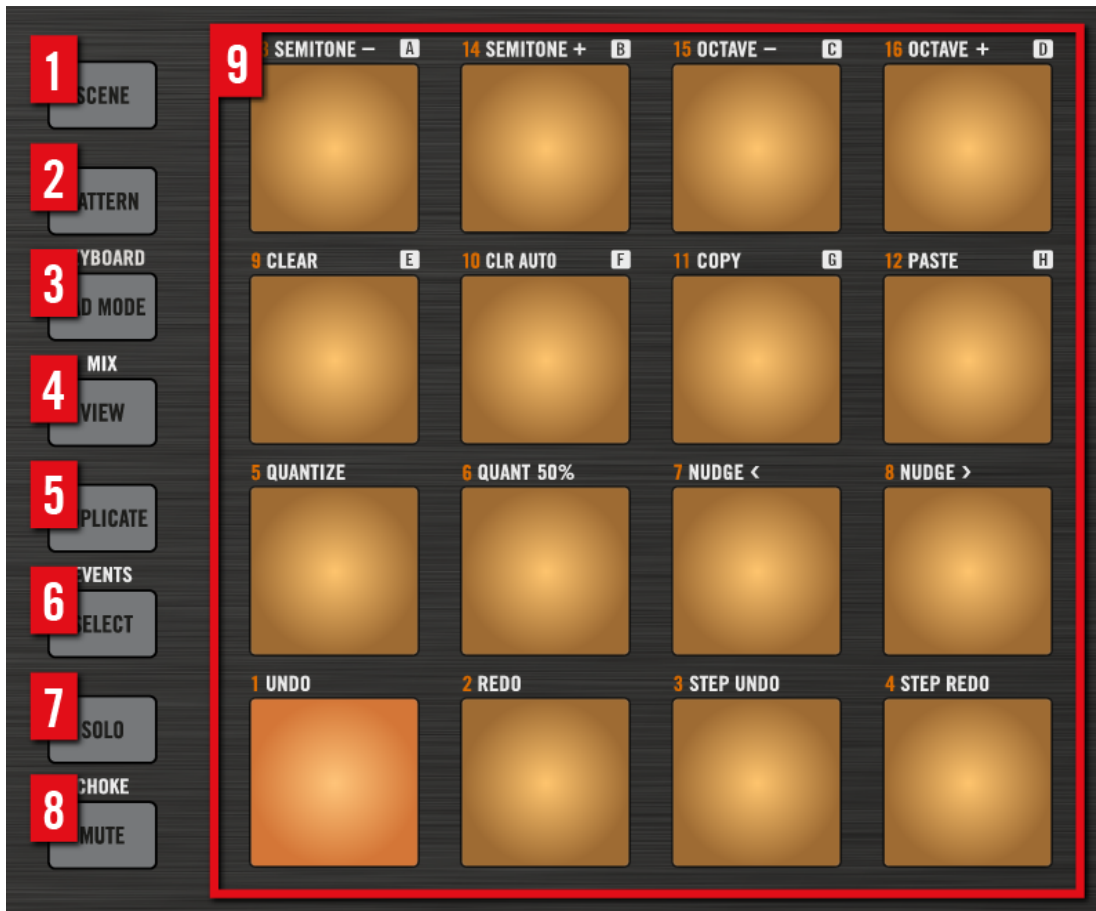 1
SCENE
2
ATTERN
YBOARD
3
D MODE
MIX
4
VIEW
5
PLICATE
EVENTS
6
SELECT
7
SOLO
CHOKE
8
MUTE
9
3 SEMITONE – A
14 SEMITONE + B
15 OCTAVE – C
16 OCTAVE + D
9 CLEAR E
10 CLR AUTO F
11 COPY G
12 PASTE H
5 QUANTIZE
6 QUANT 50%
7 NUDGE <
8 NUDGE >
1 UNDO
2 REDO
3 STEP UNDO
4 STEP REDO